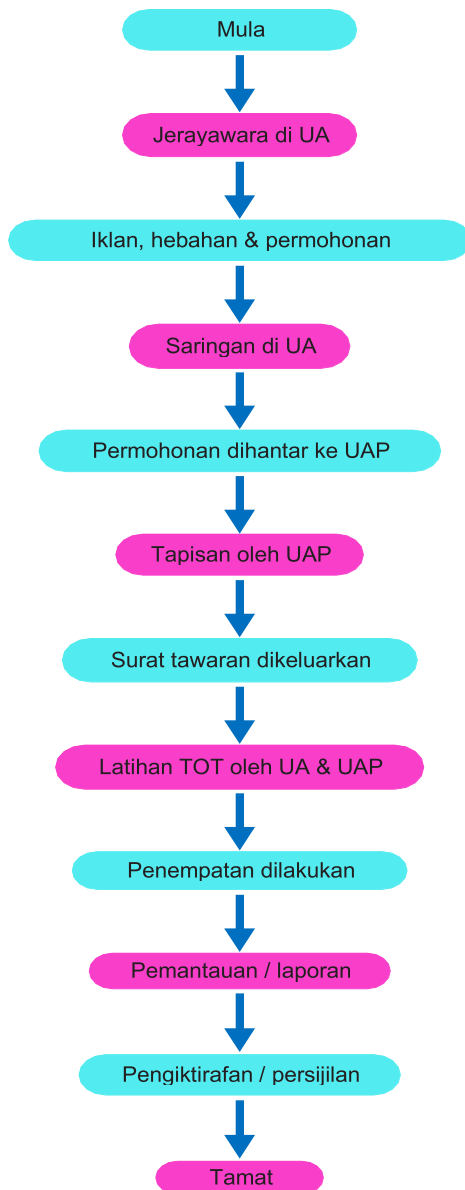 Mula
Jerayawara di UA
Iklan, hebahan & permohonan
Saringan di UA
Permohonan dihantar ke UAP
Tapisan oleh UAP
Surat tawaran dikeluarkan
Latihan TOT oleh UA & UAP
Penempatan dilakukan
Pemantauan / laporan
Pengiktirafan / persijilan
Tamat